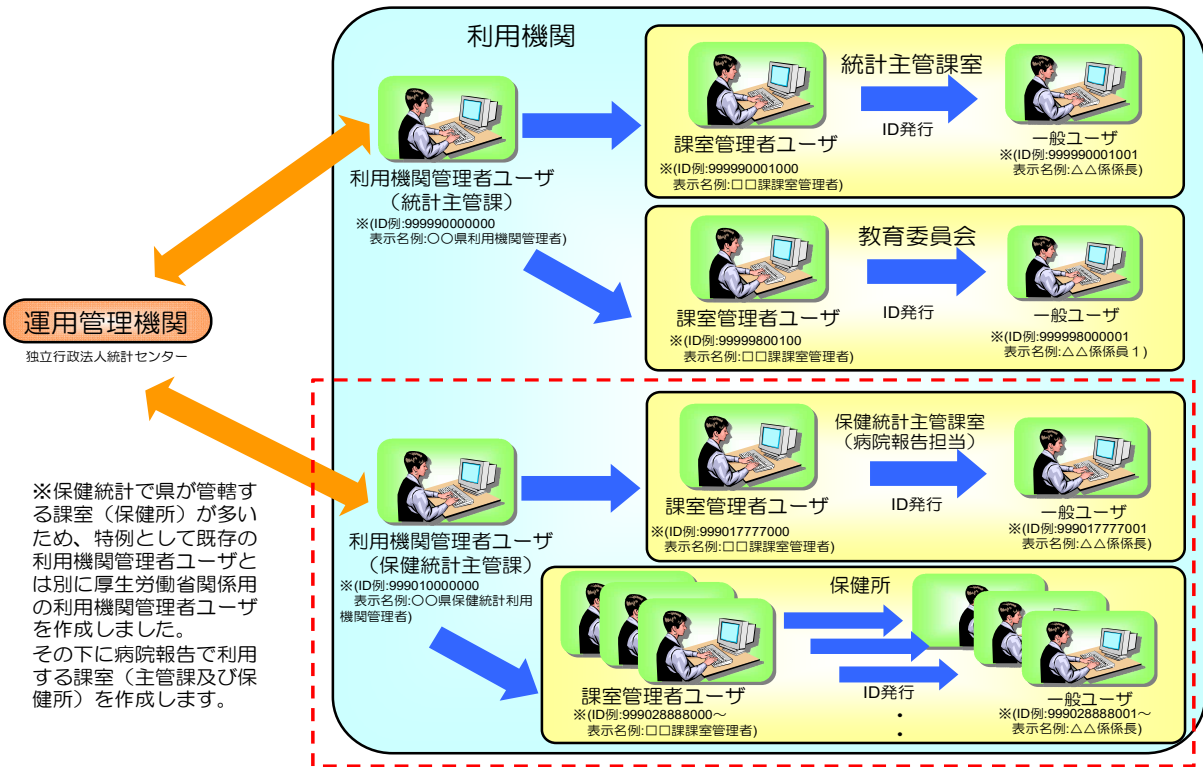 利用機関
利用機関管理者ユーザ
（統計主管課）
※(ID例:999990000000
表示名例:〇〇県利用機関管理者)
統計主管課室
課室管理者ユーザ
※(ID例:999990001000
表示名例:□□課課室管理者)
ID発行
一般ユーザ
※(ID例:999990001001
表示名例:△△係係長)
教育委員会
課室管理者ユーザ
※(ID例:99999800100
表示名例:□□課課室管理者)
ID発行
一般ユーザ
※(ID例:999998000001
表示名例:△△係係員１)
運用管理機関
独立行政法人統計センター
※保健統計で県が管轄す
る課室（保健所）が多い
ため、特例として既存の
利用機関管理者ユーザと
は別に厚生労働省関係用
の利用機関管理者ユーザ
を作成しました。
その下に病院報告で利用
する課室（主管課及び保
健所）を作成します。
利用機関管理者ユーザ
（保健統計主管課）
※(ID例:999010000000
表示名例:〇〇県保健統計利用
機関管理者)
保健統計主管課室
（病院報告担当）
課室管理者ユーザ
※(ID例:999017777000
表示名例:□□課課室管理者)
ID発行
一般ユーザ
※(ID例:999017777001
表示名例:△△係係長)
保健所
課室管理者ユーザ
※(ID例:999028888000～
表示名例:□□課課室管理者)
ID発行
・
・
一般ユーザ
※(ID例:999028888001～
表示名例:△△係係長)